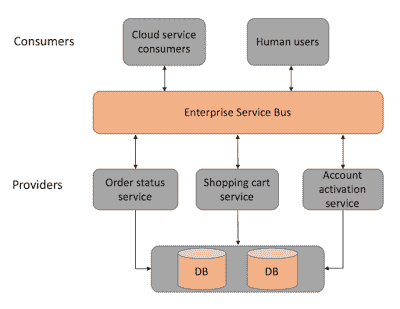 Consumers
Cloud service
consumers
Human users
Enterprise Service Bus
Providers
Order status
service
Shopping cart
service
Account
activation
service
DB
DB